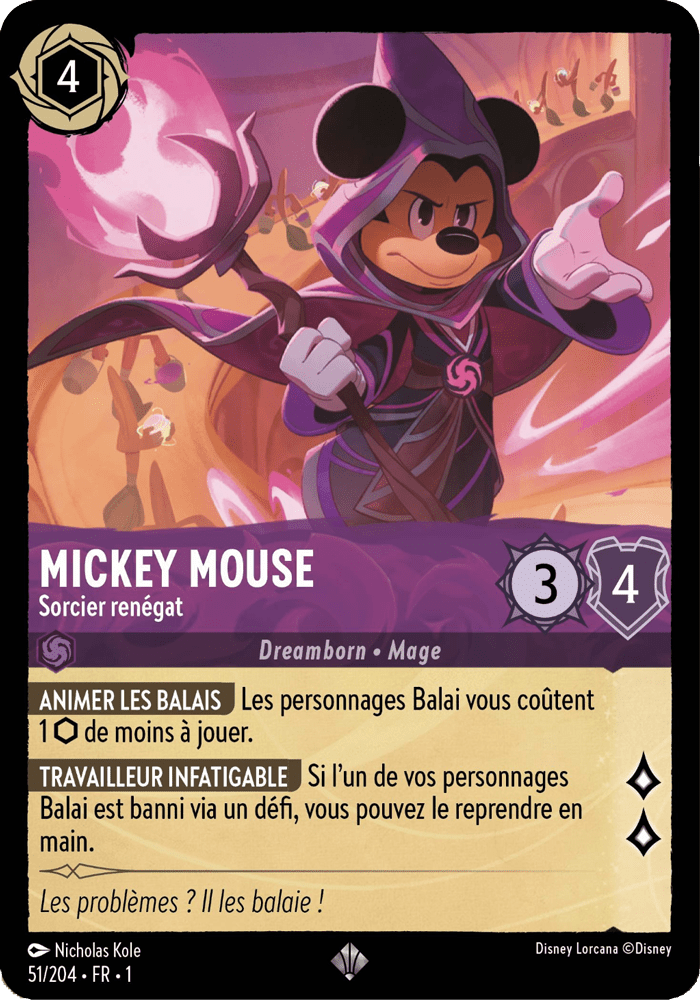 4
MICKEY MOUSE
Sorcier renégat
3
4
Dreamborn • Mage
ANIMER LES BALAIS Les personnages Balai vous coûtent
1 de moins à jouer.
TRAVAILLEUR INFATIGABLE Si l'un de vos personnages
Balai est banni via un défi, vous pouvez le reprendre en
main.
Les problèmes ? Il les balaie !
Nicholas Kole
Disney Lorcana ©Disney
51/204 • FR • 1